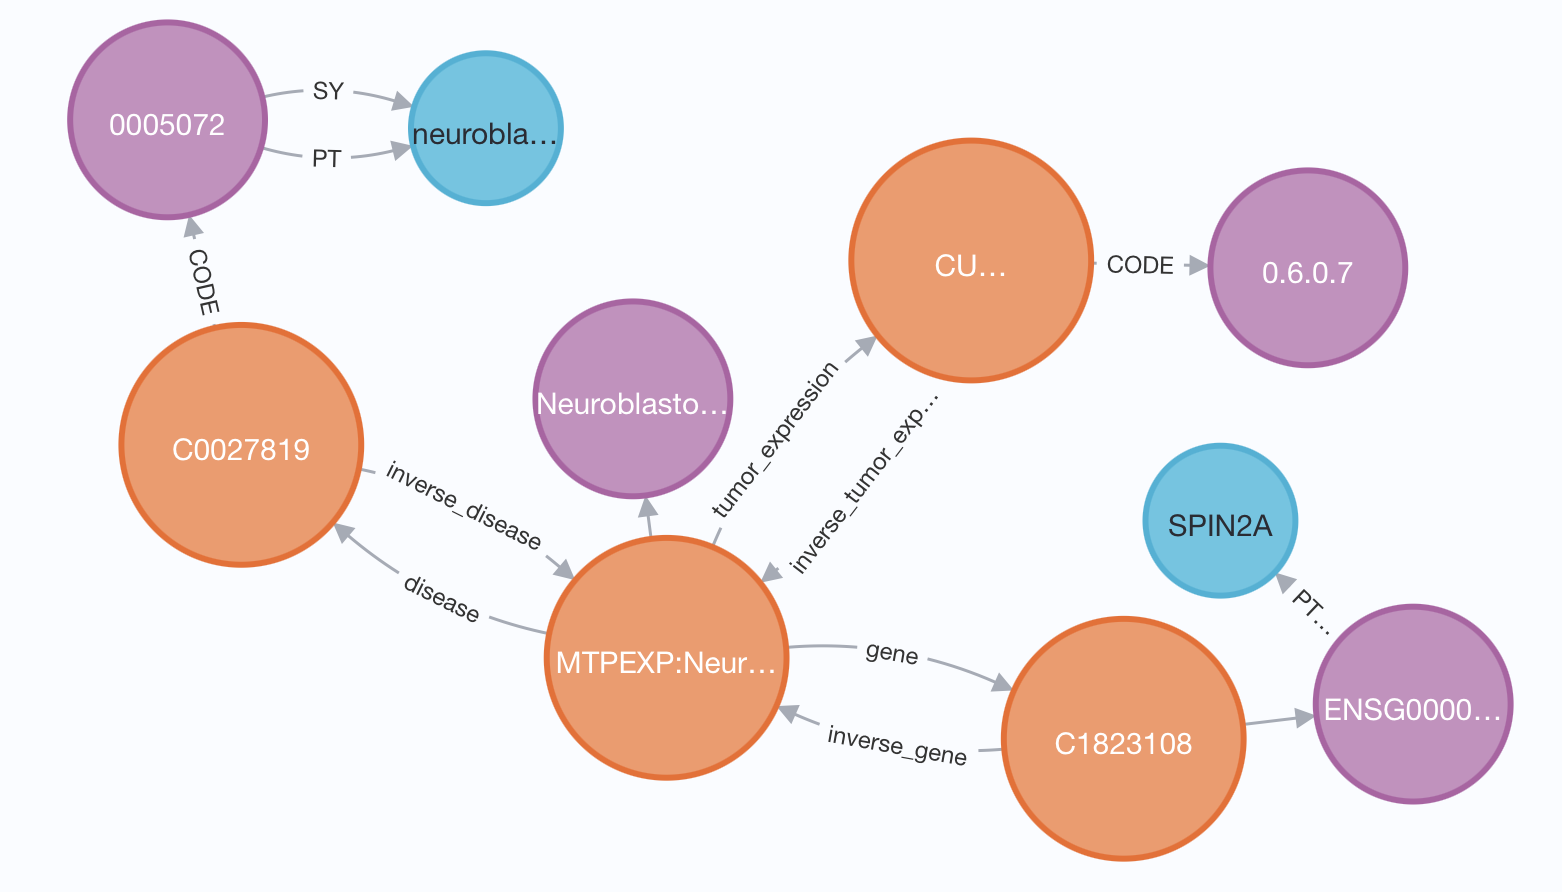 0005072
SY
PT
neurobla…
CODE
C0027819
inverse_disease
disease
Neuroblasto…
CU…
CODE
0.6.0.7
tumor_expression
inverse_tumor_exp…
MTPEXP:Neur…
gene
inverse_gene
SPIN2A
PT…
C1823108
ENSG0000…